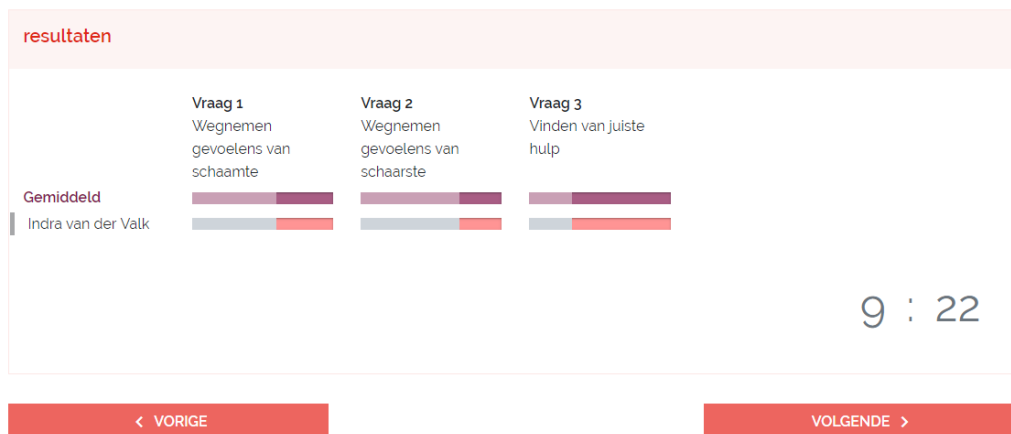 resultaten
Vraag 1
Wegnemen
gevoelens van
schaamte
Vraag 2
Wegnemen
gevoelens van
schaarste
Vraag 3
Vinden van juiste
hulp
Gemiddeld
Indra van der Valk
9 : 22
< VORIGE
VOLGENDE >